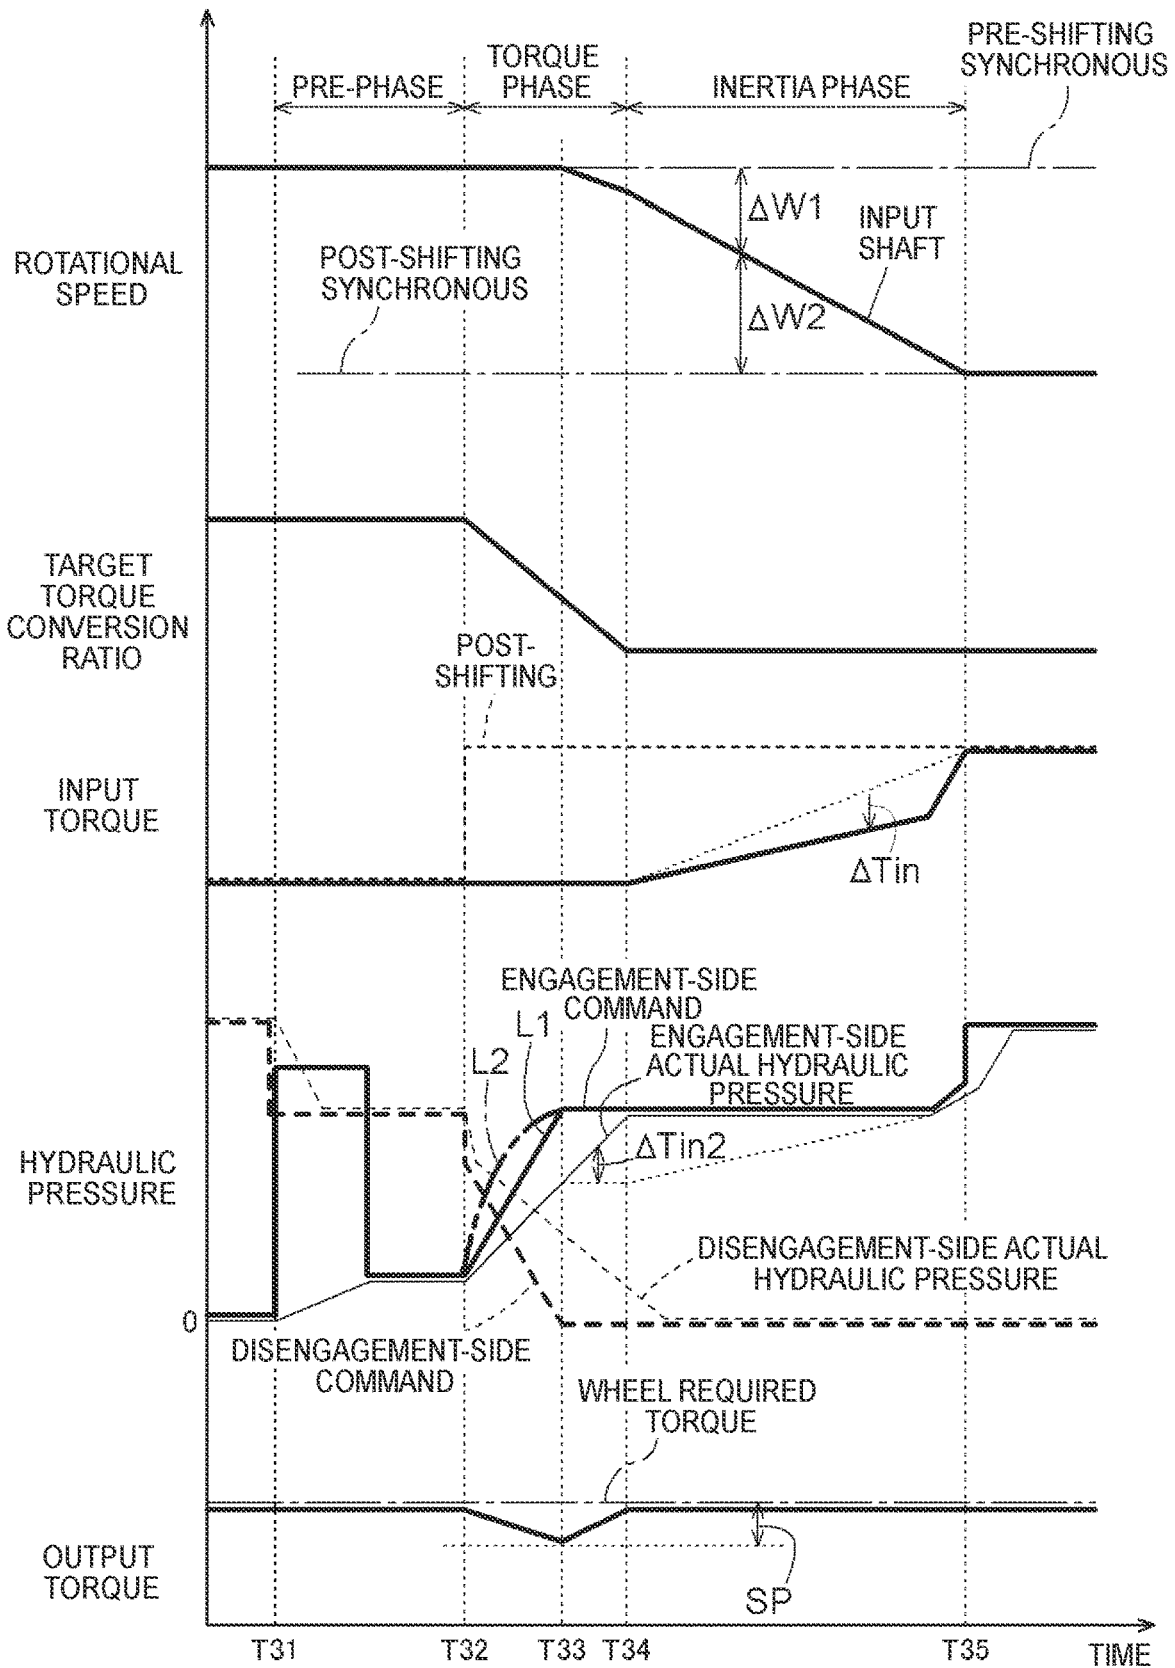 PRE-SHIFTING
SYNCHRONOUS
PRE-PHASE
TORQUE
PHASE
INERTIA PHASE
ROTATIONAL
SPEED
POST-SHIFTING
SYNCHRONOUS
ΔW1
ΔW2
INPUT
SHAFT
TARGET
TORQUE
CONVERSION
RATIO
POST-
SHIFTING
INPUT
TORQUE
ΔTin
ENGAGEMENT-SIDE
COMMAND
L1
L2
ENGAGEMENT-SIDE
ACTUAL HYDRAULIC
PRESSURE
ΔTin2
HYDRAULIC
PRESSURE
DISENGAGEMENT-SIDE ACTUAL
HYDRAULIC PRESSURE
0
DISENGAGEMENT-SIDE
COMMAND
WHEEL REQUIRED
TORQUE
OUTPUT
TORQUE
SP
T31 T32 T33 T34 T35 TIME